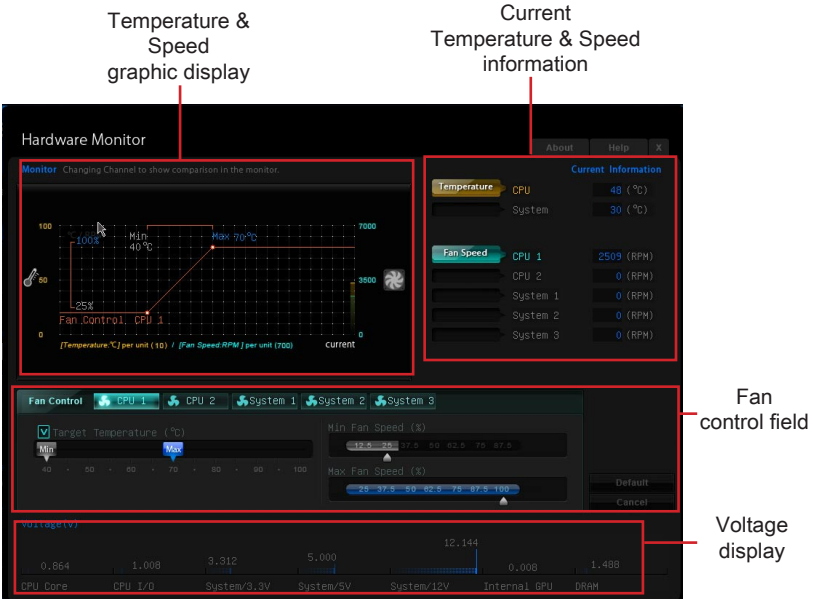 Temperature &
Speed
graphic display
Current
Temperature & Speed
information
Hardware Monitor
About Help X
Monitor Changing Channel to show comparison in the monitor.
Current Information
Temperature CPU 48 (°C)
System 30 (°C)
Fan Speed CPU 1 2509 (RPM)
CPU 2 0 (RPM)
System 1 0 (RPM)
System 2 0 (RPM)
System 3 0 (RPM)
100 7000
100% Min Max 70°C
40°C
50 3500
25%
Fan Control CPU 1
0 0
[Temperature:°C] per unit (10) / [Fan Speed:RPM] per unit (700) current
Fan Control CPU 1 CPU 2 System 1 System 2 System 3
Target Temperature (°C)
Min Max
40 50 60 70 80 90 100
Min Fan Speed (%)
12.5 25 37.5 50 62.5 75 87.5
Max Fan Speed (%)
25 37.5 50 62.5 75 87.5 100
Default
Cancel
Fan
control field
Voltage(V)
0.864 1.008 3.312 5.000 12.144 0.008 1.488
CPU Core CPU I/O System/3.3V System/5V System/12V Internal GPU DRAM
Voltage
display